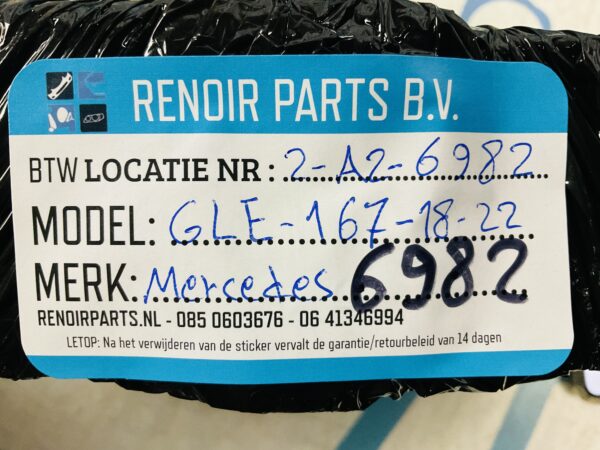 RENOIR PARTS B.V.
BTW LOCATIE NR : 2-A2-6982
MODEL: GLE-167-18-22
MERK: Mercedes 6982
RENOIRPARTS.NL - 085 0603676 - 06 41346994
LETOP: Na het verwijderen van de sticker vervalt de garantie/retourbeleid van 14 dagen